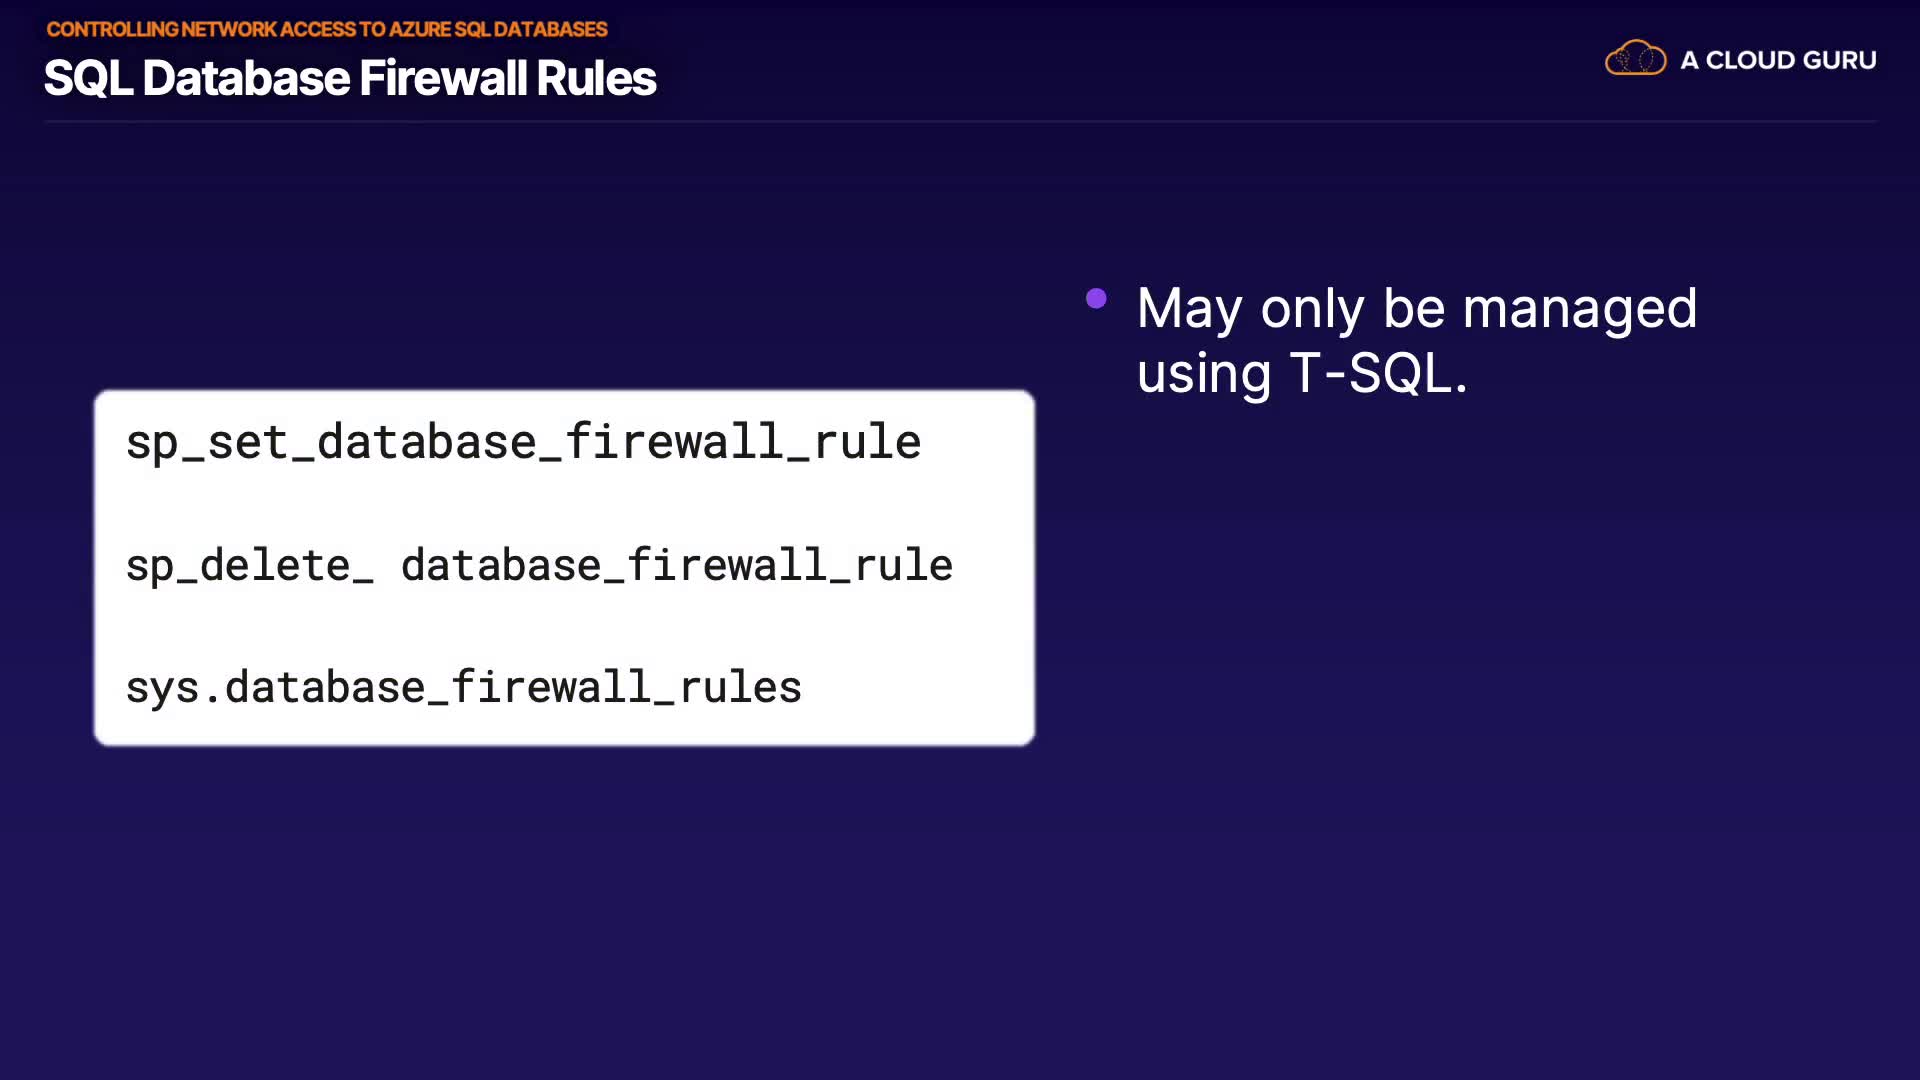 CONTROLLING NETWORK ACCESS TO AZURE SQL DATABASES
SQL Database Firewall Rules
A CLOUD GURU
May only be managed
using T-SQL.
sp_set_database_firewall_rule
sp_delete_ database_firewall_rule
sys.database_firewall_rules